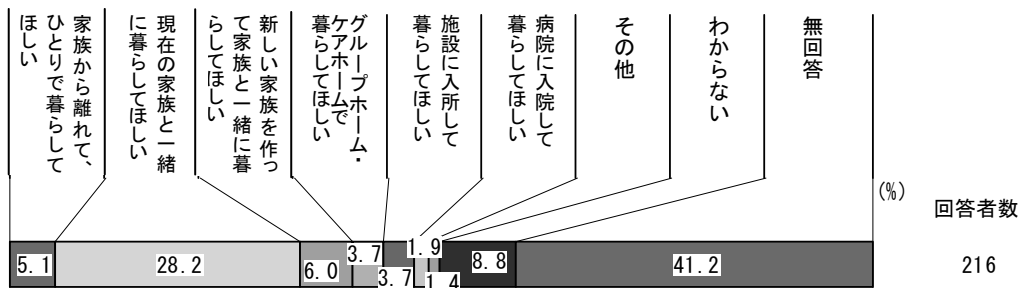 家族から離れて、
ひとりで暮らして
ほしい
現在の家族と一緒
に暮らしてほしい
新しい家族を作っ
て家族と一緒に暮
らしてほしい
グループホーム・
ケアホームで
暮らしてほしい
施設に入所して
暮らしてほしい
病院に入院して
暮らしてほしい
その他
わからない
無回答
(%)
回答者数
5.1
28.2
6.0
3.7
3.7
1.9
1.4
8.8
41.2
216